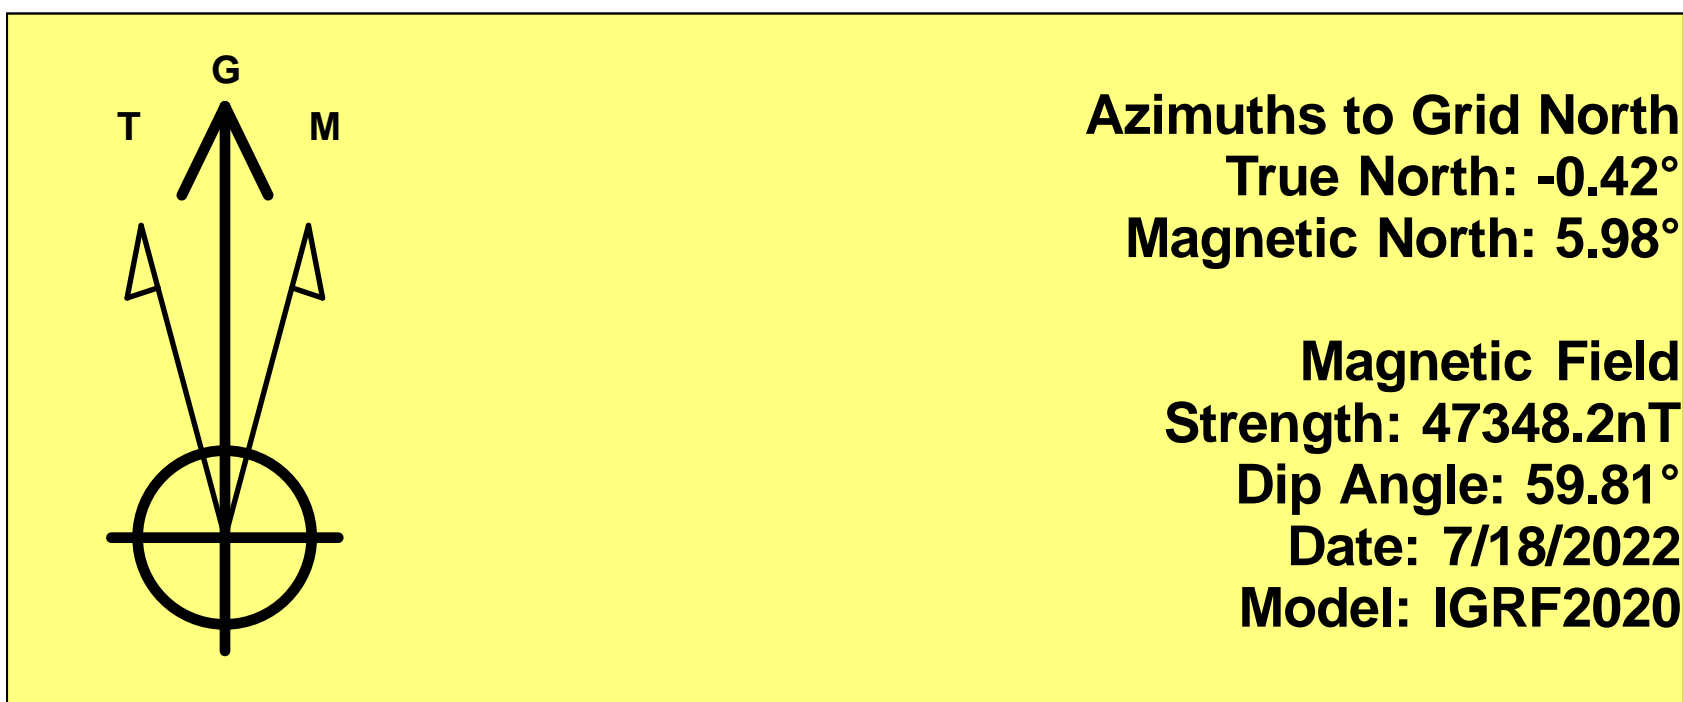 G
T
M
Azimuths to Grid North
True North: -0.42°
Magnetic North: 5.98°
Magnetic Field
Strength: 47348.2nT
Dip Angle: 59.81°
Date: 7/18/2022
Model: IGRF2020